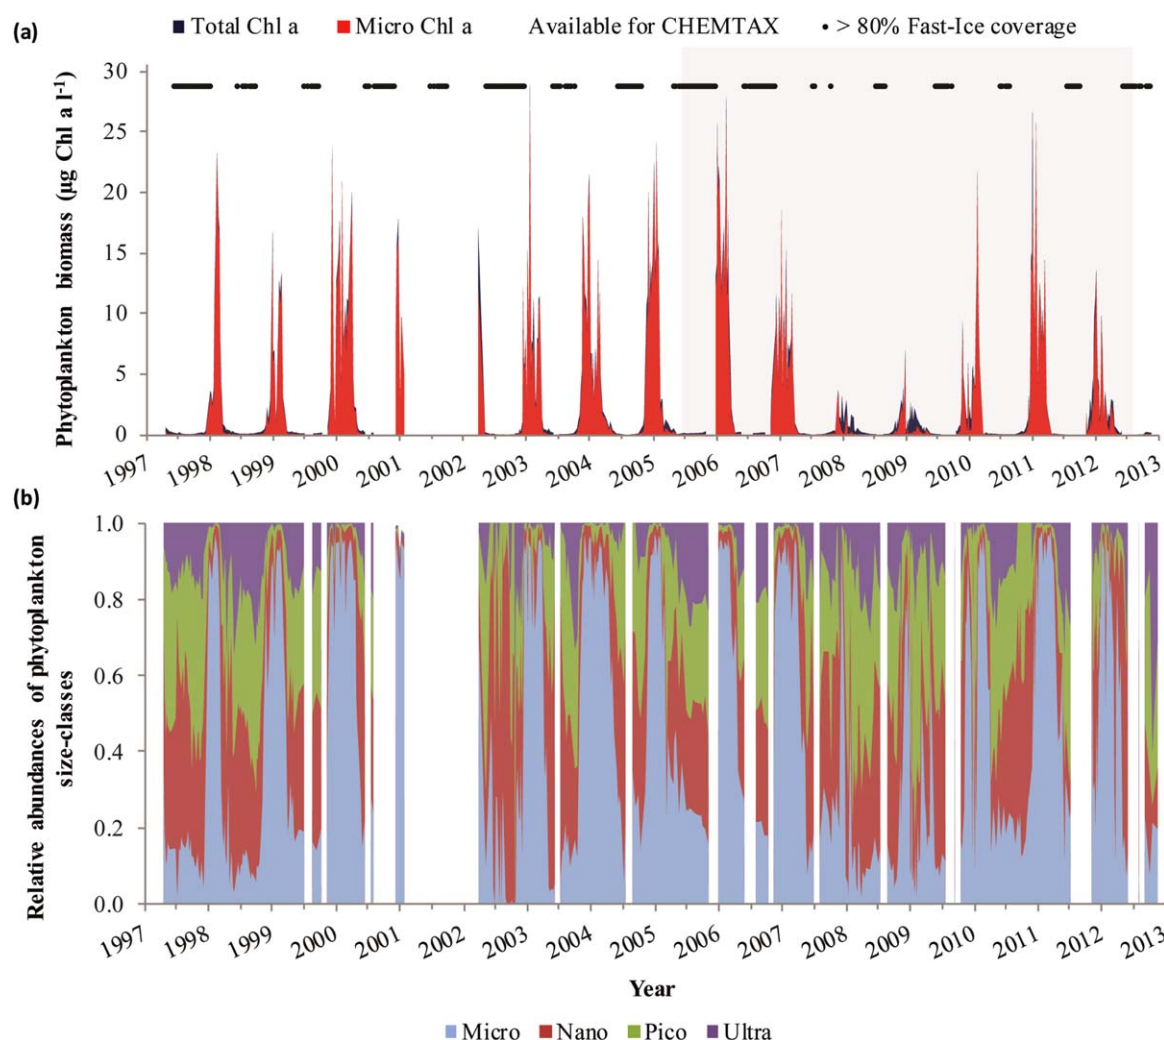 (a)
Total Chl a Micro Chl a Available for CHEMTAX • > 80% Fast-Ice coverage
Phytoplankton biomass (µg Chl a l-1)
30
25
20
15
10
5
0
1997 1998 1999 2000 2001 2002 2003 2004 2005 2006 2007 2008 2009 2010 2011 2012 2013
(b)
Relative abundances of phytoplankton
size-classes
1.0
0.8
0.6
0.4
0.2
0.0
1997 1998 1999 2000 2001 2002 2003 2004 2005 2006 2007 2008 2009 2010 2011 2012 2013
Year
Micro Nano Pico Ultra